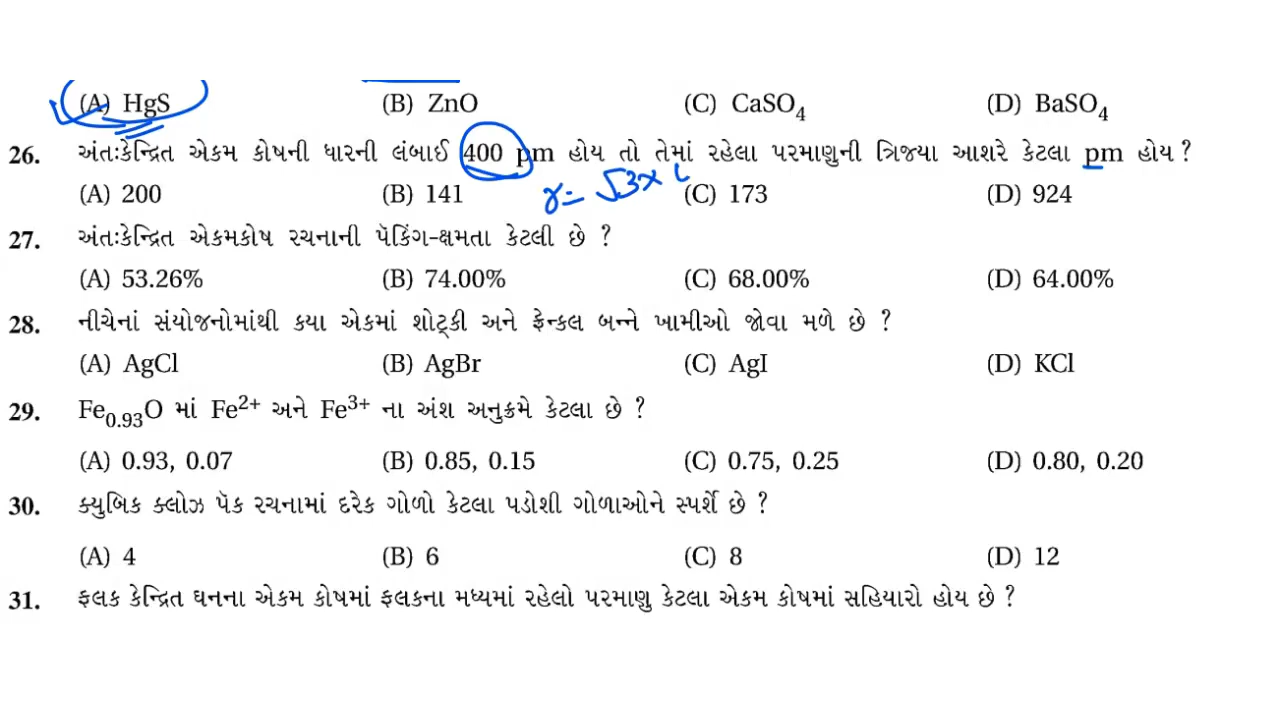 (A) HgS (B) ZnO (C) CaSO₄ (D) BaSO₄
26. અંતઃકેન્દ્રિત એકમ કોષની ધારની લંબાઈ 400 pm હોય તો તેમાં રહેલા પરમાણુની ત્રિજ્યા આશરે કેટલા pm હોય ?
(A) 200 (B) 141 (C) 173 (D) 924
r = √3 ×
27. અંતઃકેન્દ્રિત એકમકોષ રચનાની પૅકિંગ-ક્ષમતા કેટલી છે ?
(A) 53.26% (B) 74.00% (C) 68.00% (D) 64.00%
28. નીચેનાં સંયોજનોમાંથી કયા એકમાં શોટ્કી અને ફ્રેન્કલ બન્ને ખામીઓ જોવા મળે છે ?
(A) AgCl (B) AgBr (C) AgI (D) KCl
29. Fe₀.₉₃O માં Fe²⁺ અને Fe³⁺ ના અંશ અનુક્રમે કેટલા છે ?
(A) 0.93, 0.07 (B) 0.85, 0.15 (C) 0.75, 0.25 (D) 0.80, 0.20
30. ક્યુબિક ક્લોઝ પૅક રચનામાં દરેક ગોળો કેટલા પડોશી ગોળાઓને સ્પર્શે છે ?
(A) 4 (B) 6 (C) 8 (D) 12
31. ફલક કેન્દ્રિત ઘનના એકમ કોષમાં ફલકના મધ્યમાં રહેલો પરમાણુ કેટલા એકમ કોષમાં સહિયારો હોય છે ?